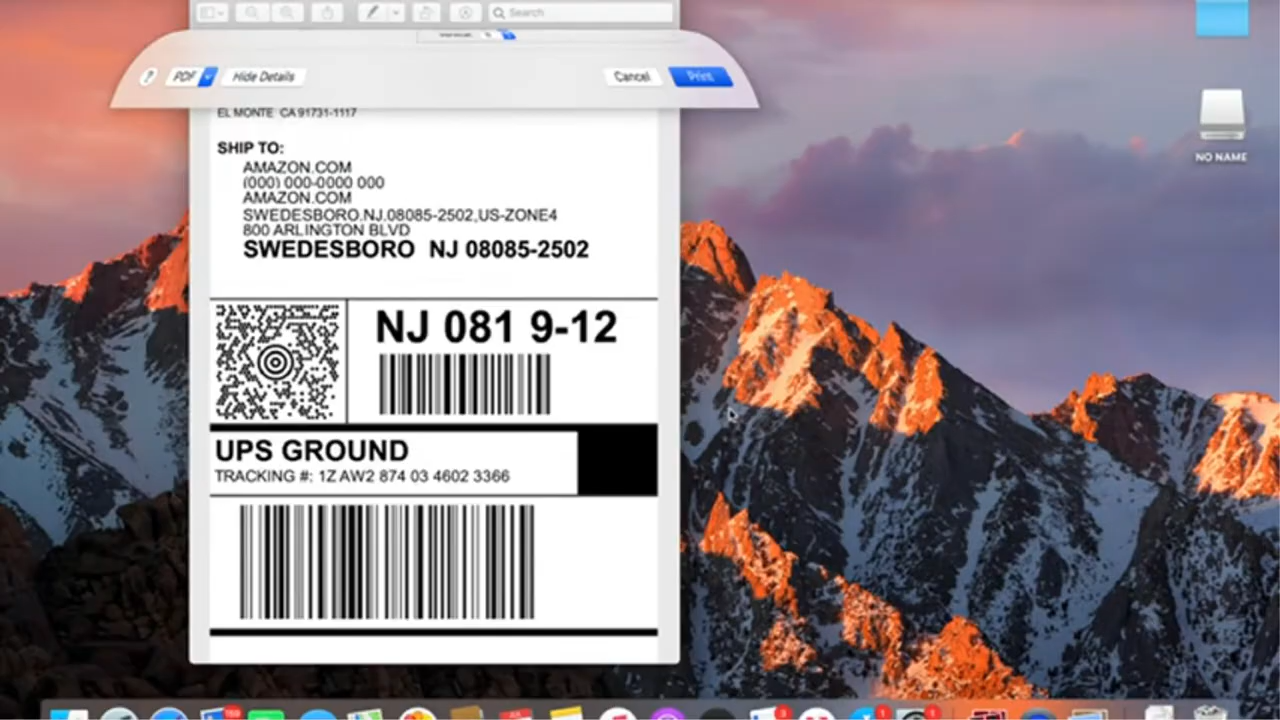 Search
? PDF Hide Details Cancel Print
EL MONTE CA 91731-1117
SHIP TO:
AMAZON.COM
(000) 000-0000 000
AMAZON.COM
SWEDESBORO,NJ,08085-2502,US-ZONE4
800 ARLINGTON BLVD
SWEDESBORO NJ 08085-2502
NJ 081 9-12
UPS GROUND
TRACKING #: 1Z AW2 874 03 4602 3366
NO NAME